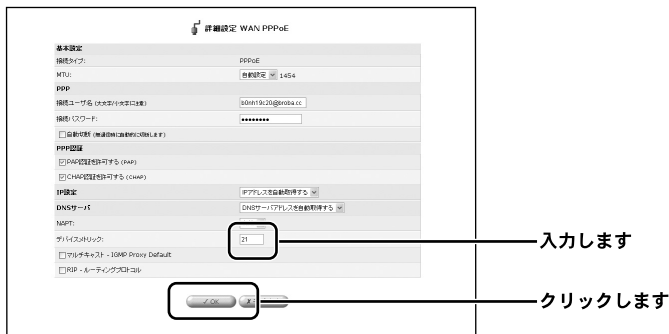 詳細設定 WAN PPPoE
基本設定
接続タイプ: PPPoE
MTU: 自動設定 1454
PPP
接続ユーザ名 (大文字/小文字に注意) b0nh19c20@broba.cc
接続パスワード: ●●●●●●●●
自動切断 (無通信時に自動的に切断します)
PPP認証
PAP認証を許可する (PAP)
CHAP認証を許可する (CHAP)
IP設定 IPアドレスを自動取得する
DNSサーバ DNSサーバアドレスを自動取得する
NAPT:
デバイスメトリック: 21
入力します
マルチキャスト - IGMP Proxy Default
RIP - ルーティングプロトコル
✓ OK X
クリックします